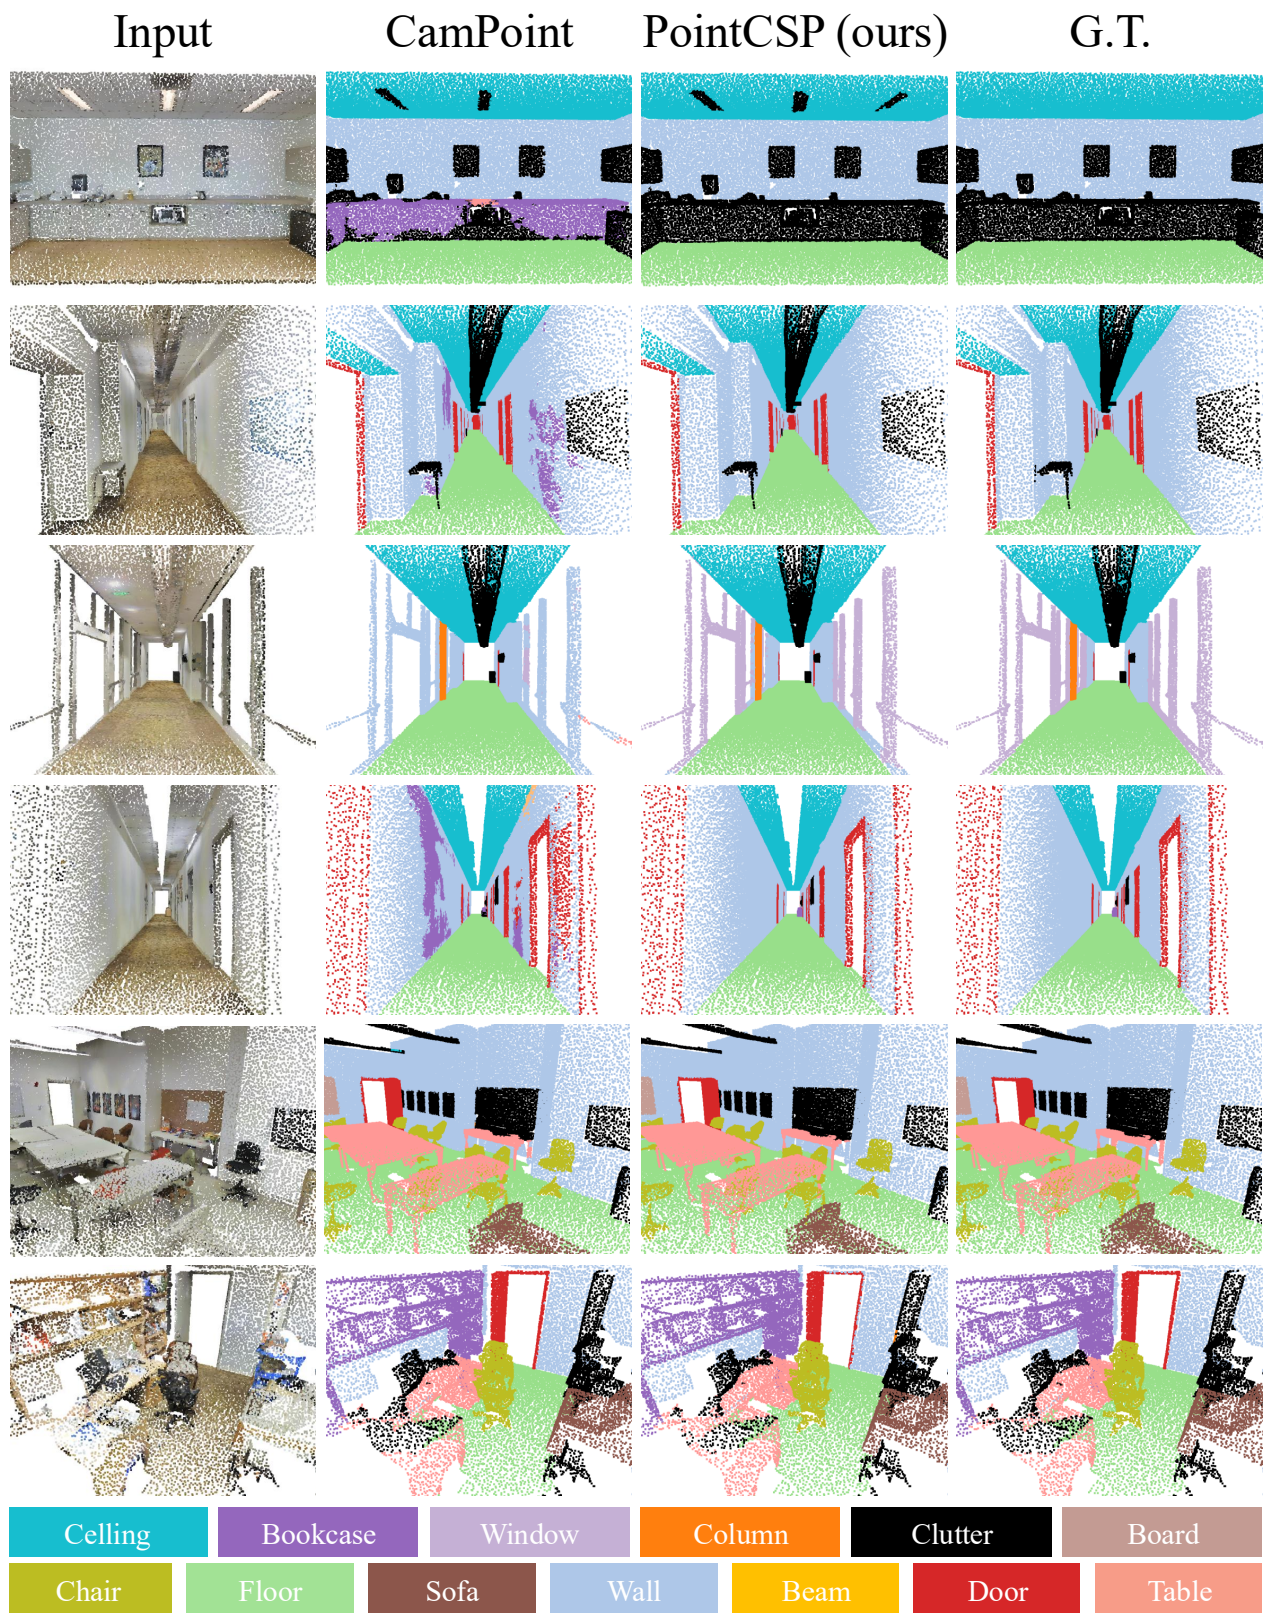 Input CamPoint PointCSP (ours) G.T.
Celling Bookcase Window Column Clutter Board
Chair Floor Sofa Wall Beam Door Table